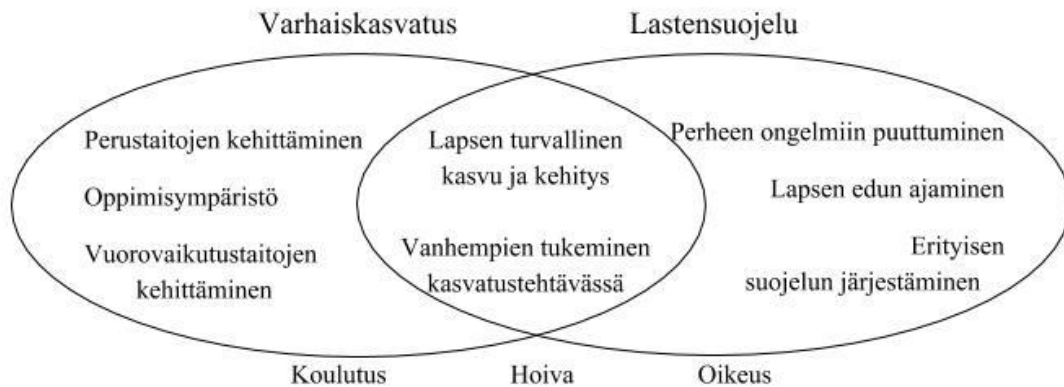 Varhaiskasvatus
Lastensuojelu
Perustaitojen kehittäminen
Oppimisympäristö
Vuorovaikutustaitojen
kehittäminen
Lapsen turvallinen
kasvu ja kehitys
Vanhempien tukeminen
kasvatustehtävässä
Perheen ongelmiin puuttuminen
Lapsen edun ajaminen
Erityisen
suojelun järjestäminen
Koulutus
Hoiva
Oikeus